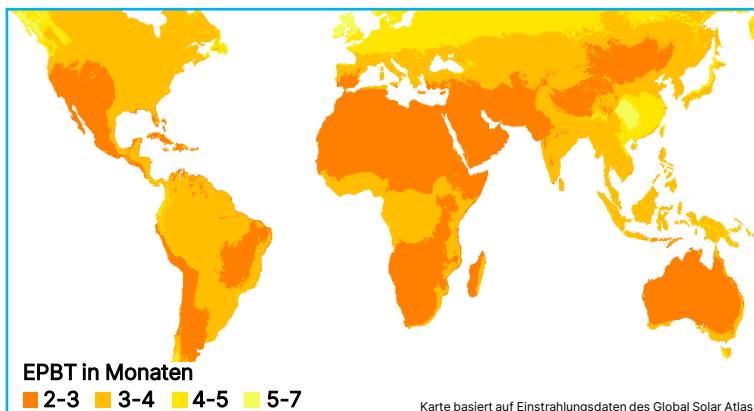 EPBT in Monaten
2-3 3-4 4-5 5-7
Karte basiert auf Einstrahlungsdaten des Global Solar Atlas